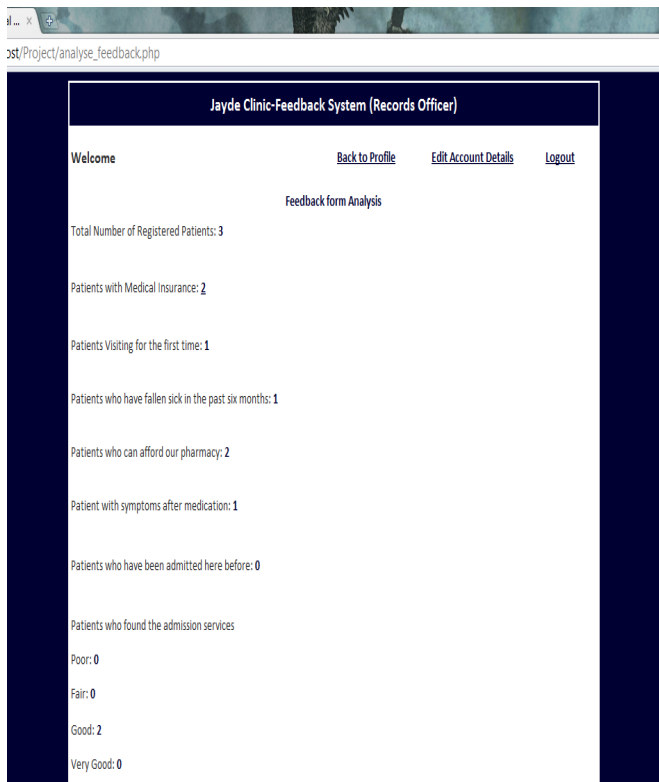 al ... ×
ost/Project/analyse_feedback.php
Jayde Clinic-Feedback System (Records Officer)
Welcome Back to Profile Edit Account Details Logout
Feedback form Analysis
Total Number of Registered Patients: 3
Patients with Medical Insurance: 2
Patients Visiting for the first time: 1
Patients who have fallen sick in the past six months: 1
Patients who can afford our pharmacy: 2
Patient with symptoms after medication: 1
Patients who have been admitted here before: 0
Patients who found the admission services
Poor: 0
Fair: 0
Good: 2
Very Good: 0